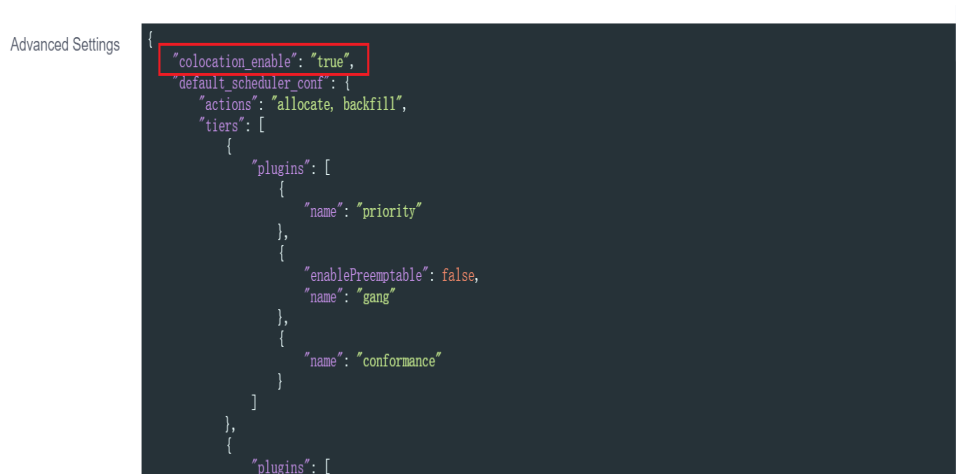 Advanced Settings
{
"colocation_enable": "true",
"default_scheduler_conf": {
"actions": "allocate, backfill",
"tiers": [
{
"plugins": [
{
"name": "priority"
},
{
"enablePreemptable": false,
"name": "gang"
},
{
"name": "conformance"
}
]
},
{
"plugins": [